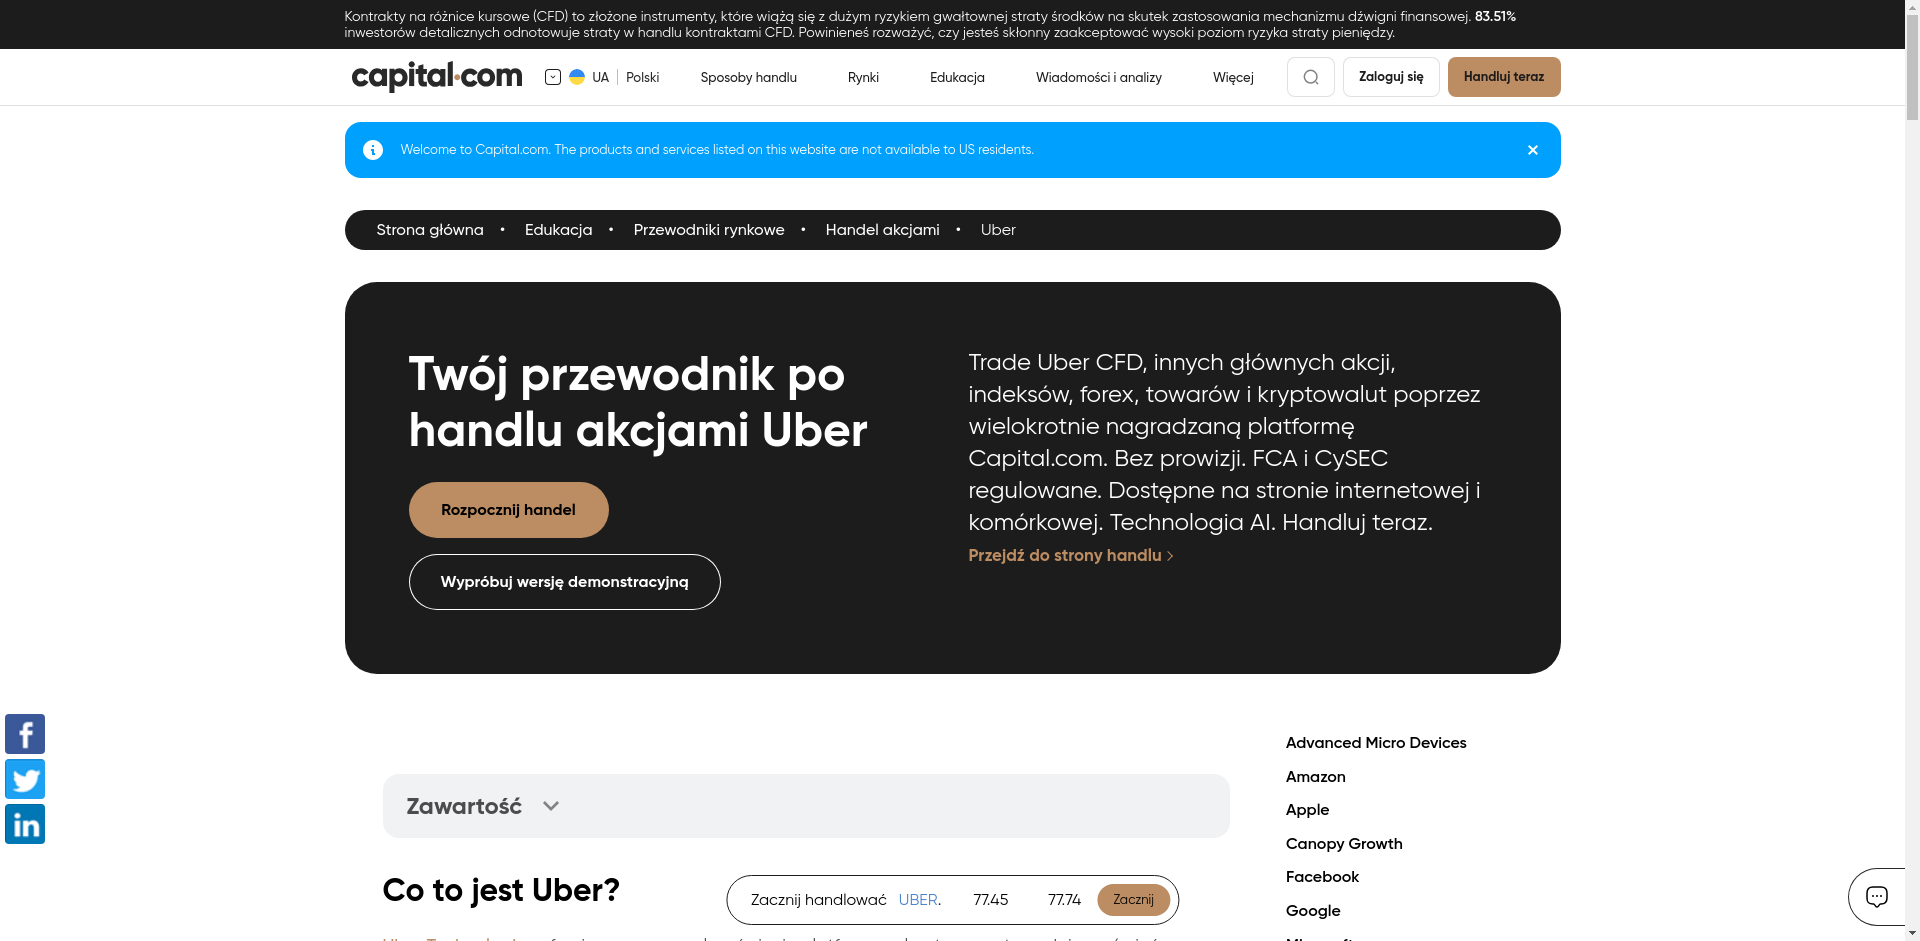 Kontrakty na różnice kursowe (CFD) to złożone instrumenty, które wiążą się z dużym ryzykiem gwałtownej straty środków na skutek zastosowania mechanizmu dźwigni finansowej. 83.51%
inwestorów detalicznych odnotowuje straty w handlu kontraktami CFD. Powinieneś rozważyć, czy jesteś skłonny zaakceptować wysoki poziom ryzyka straty pieniędzy.
capital.com
UA
Polski
Sposoby handlu
Rynki
Edukacja
Wiadomości i analizy
Więcej
Zaloguj się
Handluj teraz
Welcome to Capital.com. The products and services listed on this website are not available to US residents.
Strona główna • Edukacja • Przewodniki rynkowe • Handel akcjami • Uber
Twój przewodnik po
handlu akcjami Uber
Rozpocznij handel
Wypróbuj wersję demonstracyjną
Trade Uber CFD, innych głównych akcji,
indeksów, forex, towarów i kryptowalut poprzez
wielokrotnie nagradzaną platformę
Capital.com. Bez prowizji. FCA i CySEC
regulowane. Dostępne na stronie internetowej i
komórkowej. Technologia AI. Handluj teraz.
Przejdź do strony handlu
Zawartość
Co to jest Uber?
Zacznij handlować UBER. 77.45 77.74 Zacznij
Advanced Micro Devices
Amazon
Apple
Canopy Growth
Facebook
Google